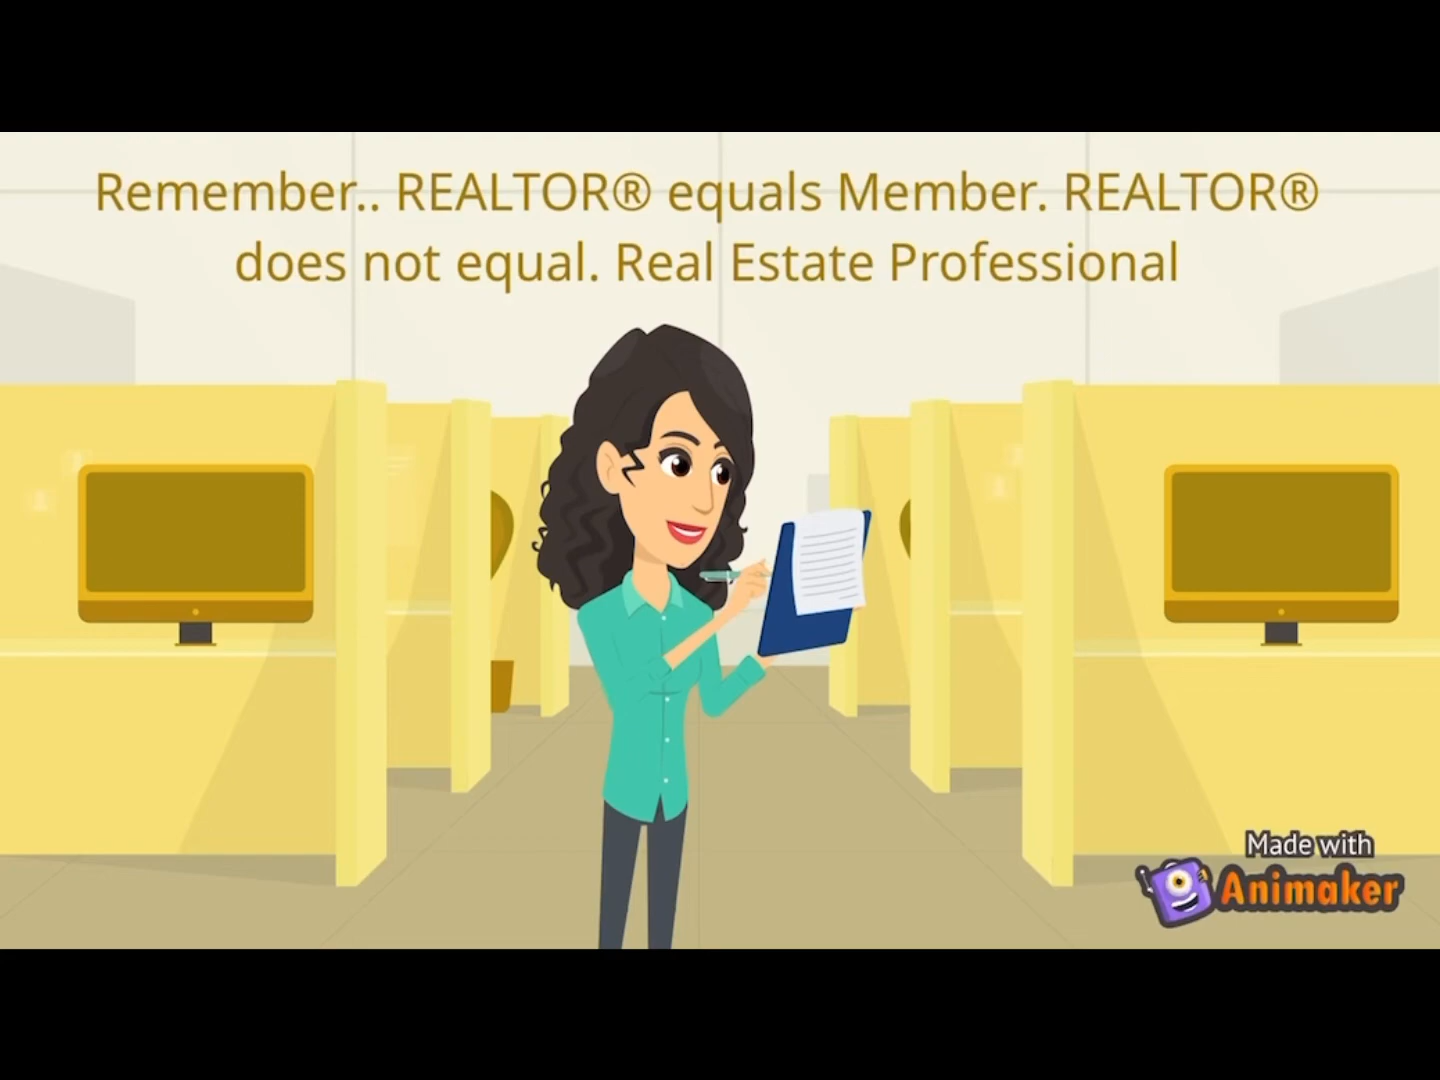 Remember.. REALTOR® equals Member. REALTOR®
does not equal. Real Estate Professional
Made with
Animaker